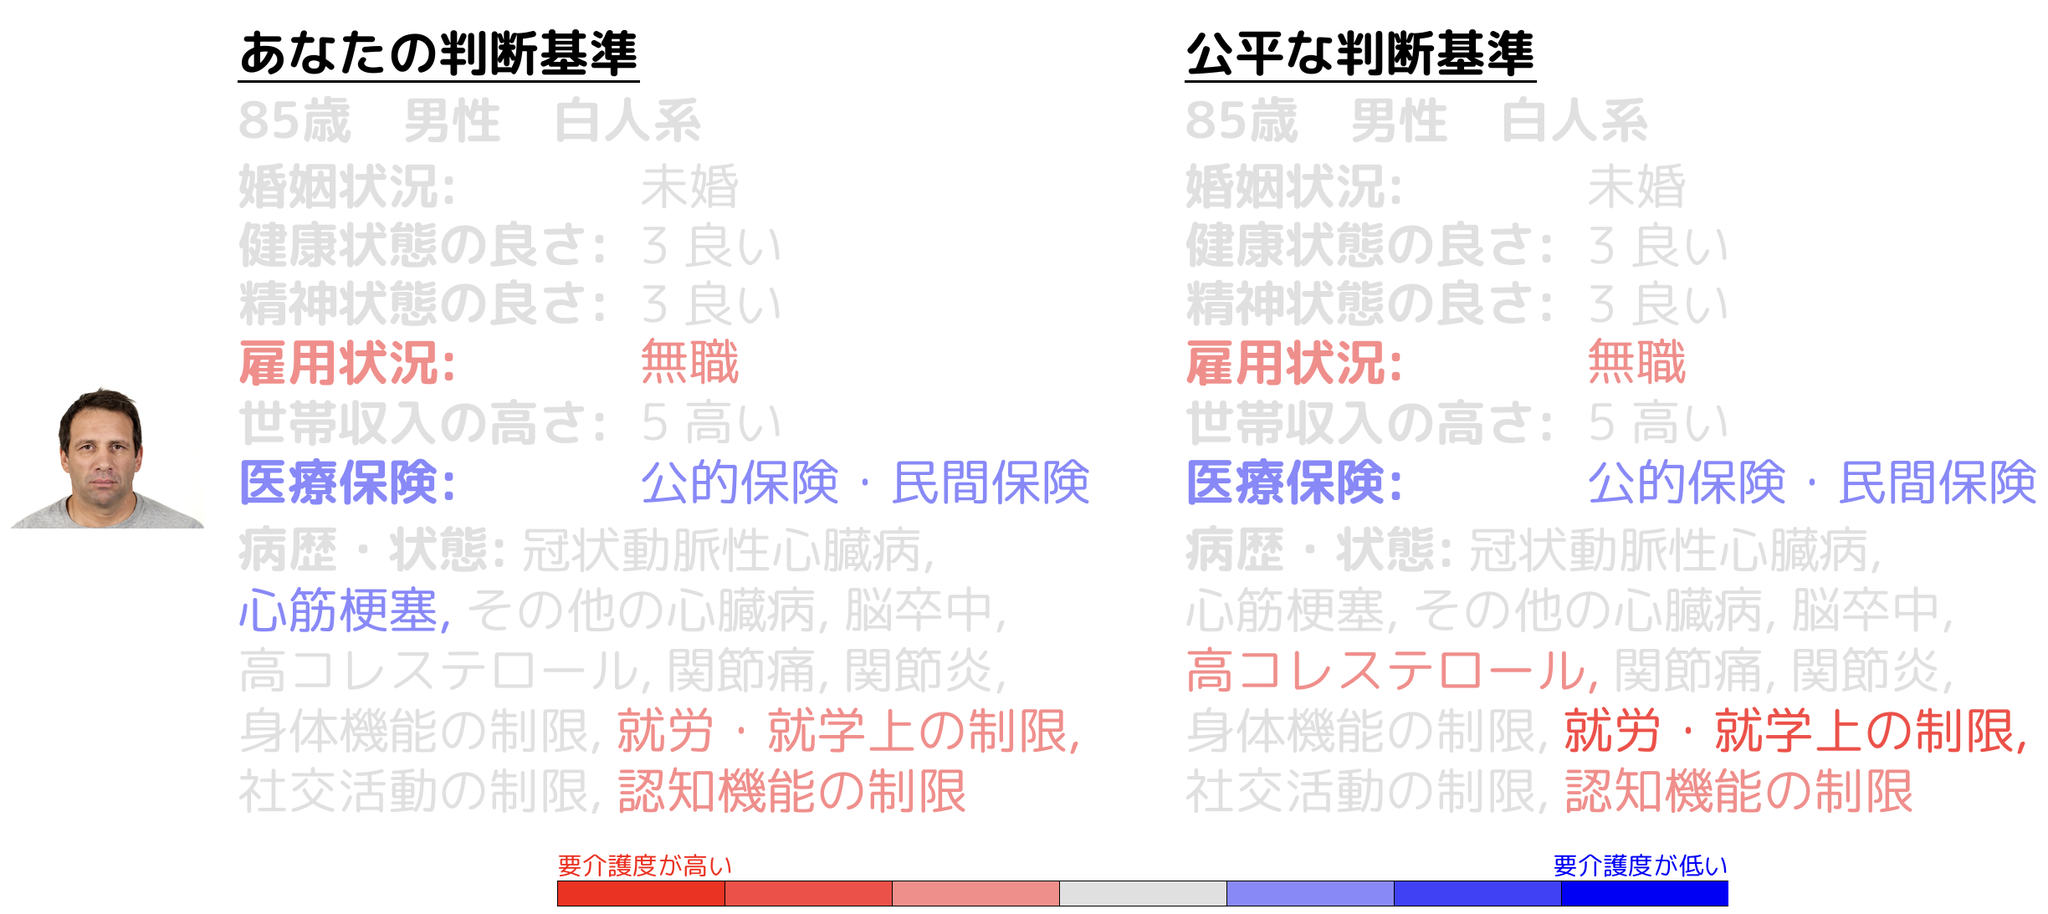 あなたの判断基準
85歳 男性 白人系
婚姻状況: 未婚
健康状態の良さ: 3 良い
精神状態の良さ: 3 良い
雇用状況: 無職
世帯収入の高さ: 5 高い
医療保険: 公的保険・民間保険
病歴・状態: 冠状動脈性心臓病,
心筋梗塞, その他の心臓病, 脳卒中,
高コレステロール, 関節痛, 関節炎,
身体機能の制限, 就労・就学上の制限,
社交活動の制限, 認知機能の制限
公平な判断基準
85歳 男性 白人系
婚姻状況: 未婚
健康状態の良さ: 3 良い
精神状態の良さ: 3 良い
雇用状況: 無職
世帯収入の高さ: 5 高い
医療保険: 公的保険・民間保険
病歴・状態: 冠状動脈性心臓病,
心筋梗塞, その他の心臓病, 脳卒中,
高コレステロール, 関節痛, 関節炎,
身体機能の制限, 就労・就学上の制限,
社交活動の制限, 認知機能の制限
要介護度が高い
要介護度が低い